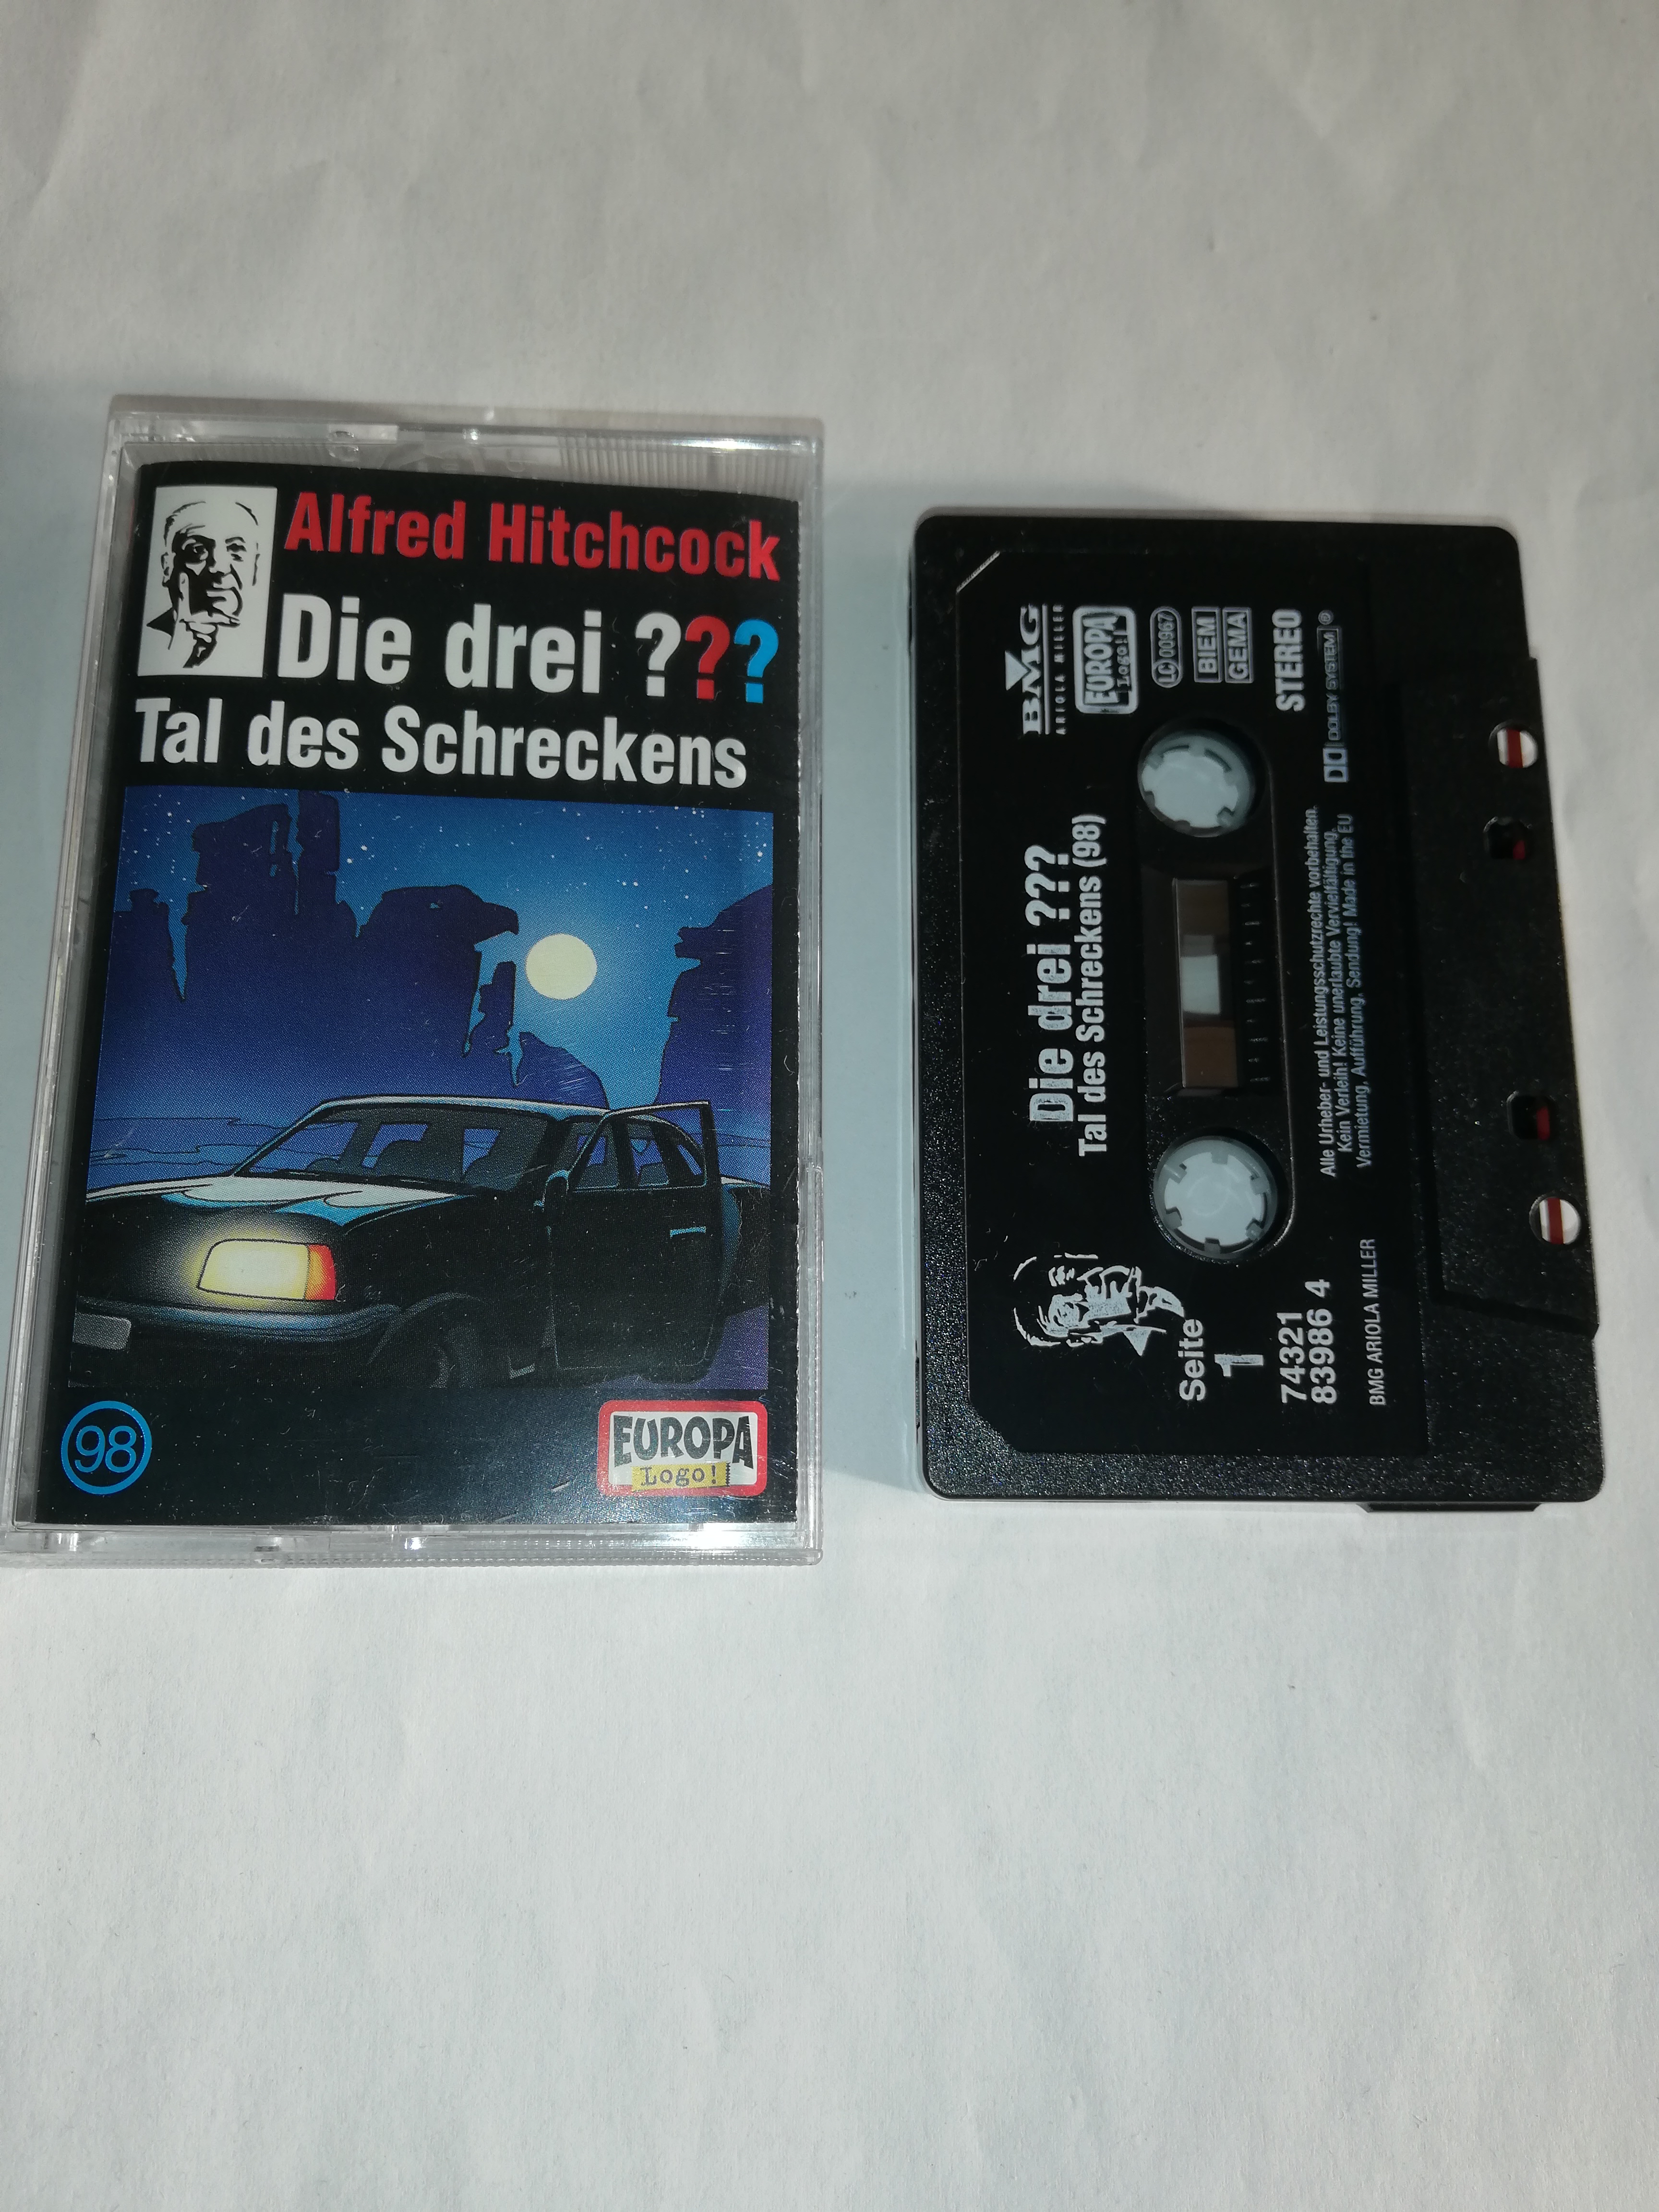 Alfred Hitchcock
Die drei ???
Tal des Schreckens
98
EUROPA
Logo!
BMG
ARIOLA MILLER
EUROPA
Logo!
LC 00967
BIEM
GEMA
STEREO
DOLBY SYSTEM ®
Die drei ???
Tal des Schreckens (98)
Alle Urheber- und Leistungsschutzrechte vorbehalten.
Kein Verleih! Keine unerlaubte Vervielfältigung,
Vermietung, Aufführung, Sendung! Made in the EU
Seite
1
74321
83986 4
BMG ARIOLA MILLER